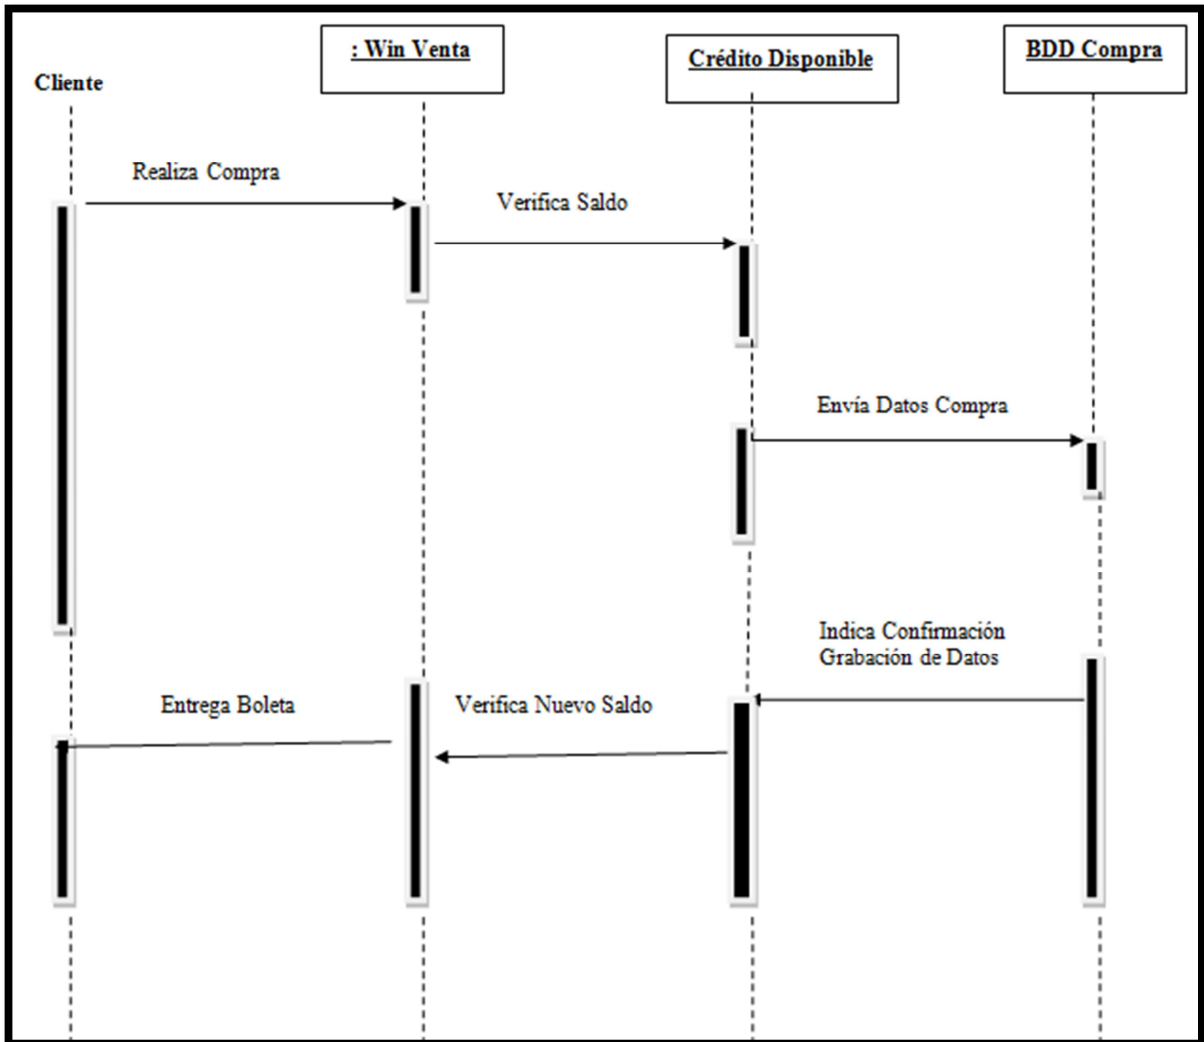 : Win Venta
Crédito Disponible
BDD Compra
Cliente
Realiza Compra
Verifica Saldo
Envía Datos Compra
Indica Confirmación
Grabación de Datos
Entrega Boleta
Verifica Nuevo Saldo